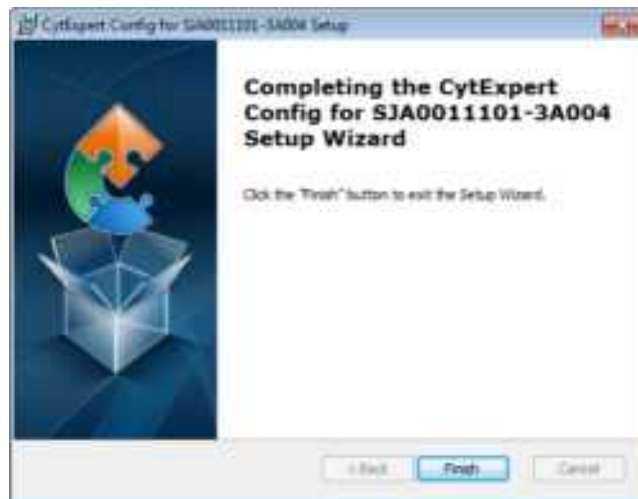 CytExpert Config for SJA0011101-3A004 Setup
Completing the CytExpert
Config for SJA0011101-3A004
Setup Wizard
Click the "Finish" button to exit the Setup Wizard.
< Back
Finish
Cancel